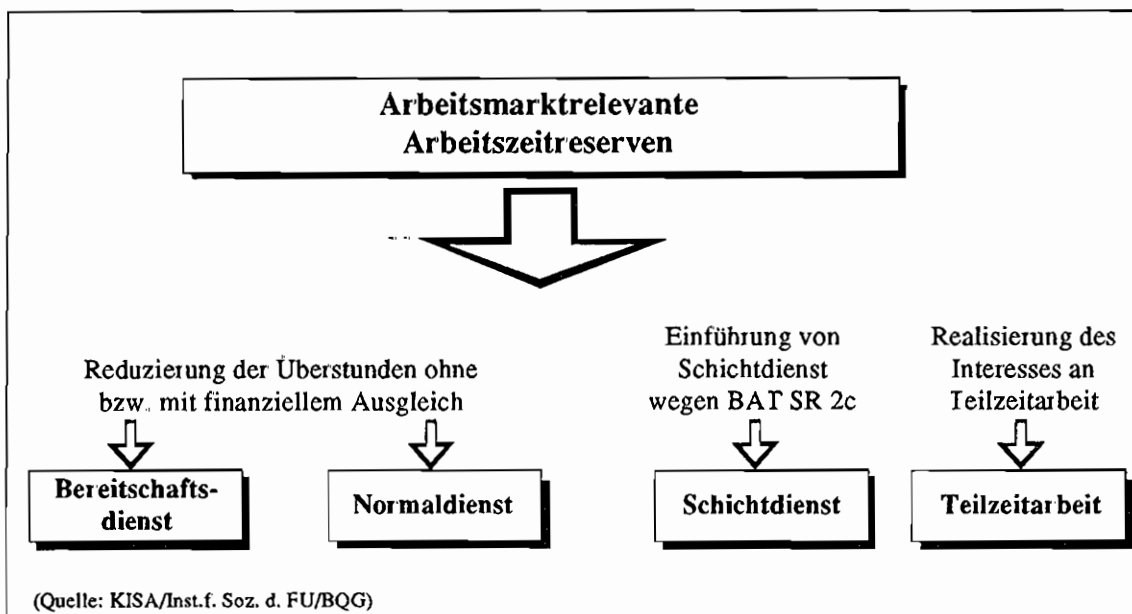 Arbeitsmarktrelevante
Arbeitszeitreserven
Reduzierung der Überstunden ohne
bzw. mit finanziellem Ausgleich
Einführung von
Schichtdienst
wegen BAT SR 2c
Realisierung des
Interesses an
Teilzeitarbeit
Bereitschafts-
dienst
Normaldienst
Schichtdienst
Teilzeitarbeit
(Quelle: KISA/Inst.f. Soz. d. FU/BQG)